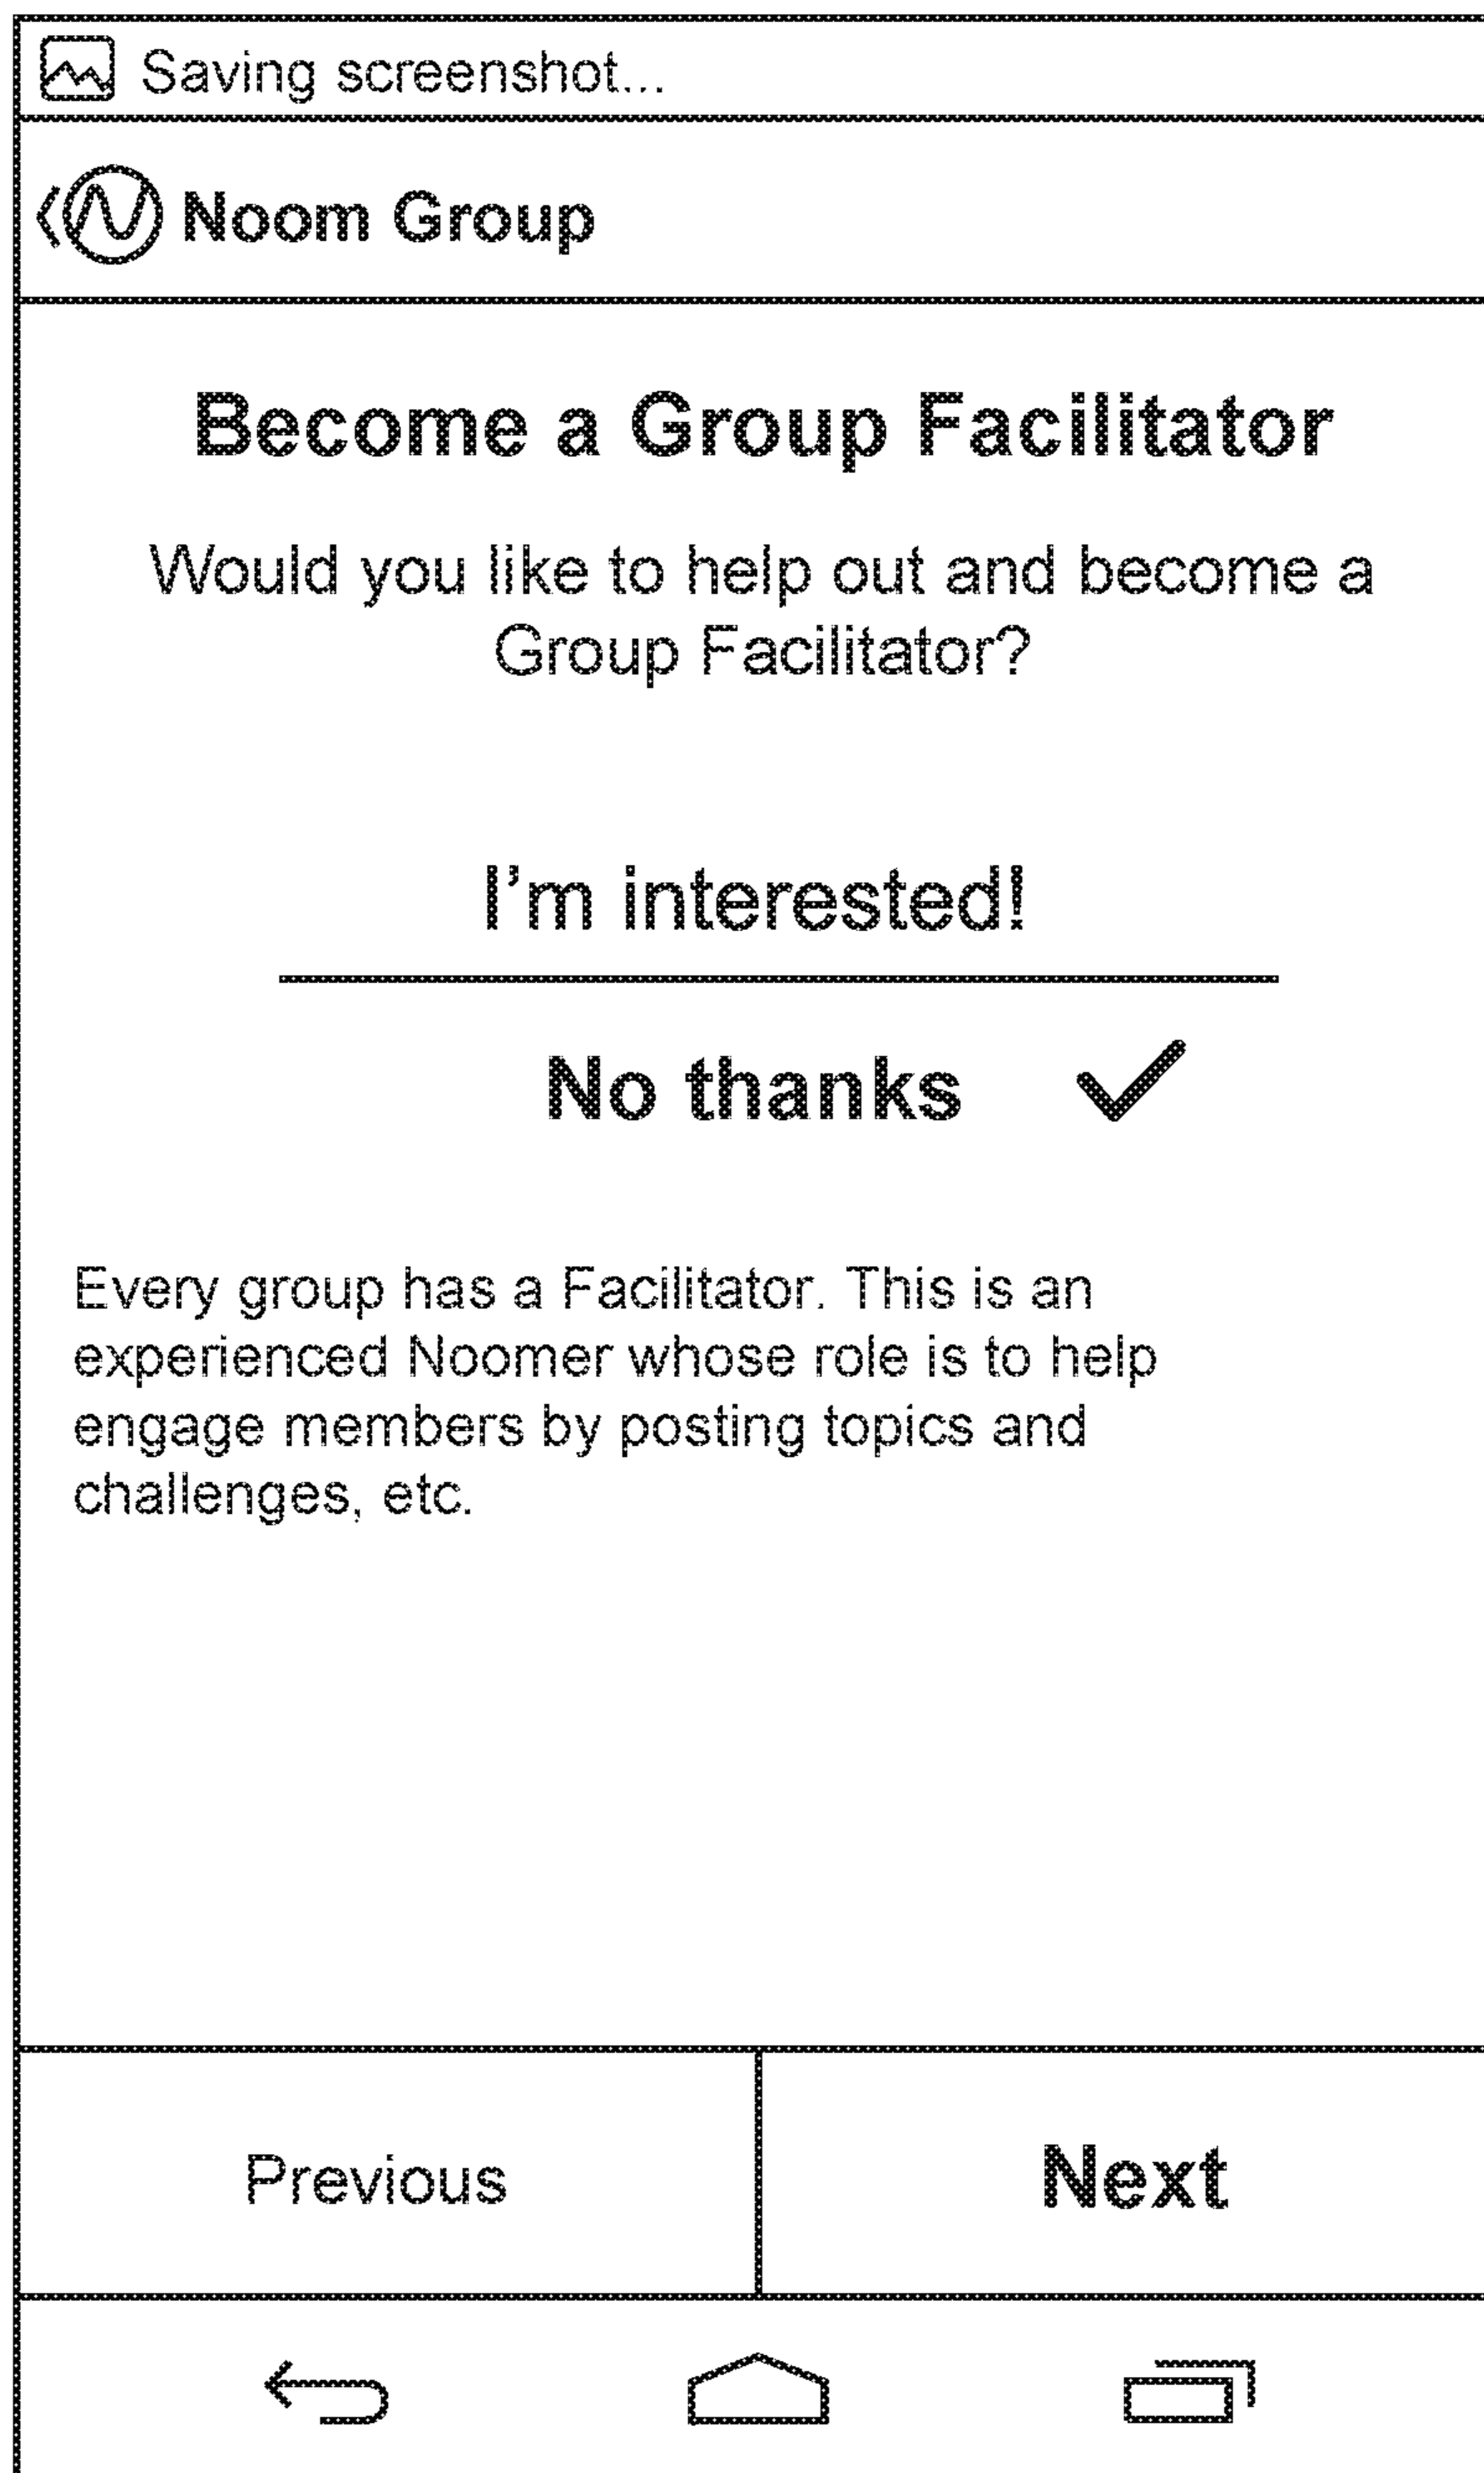 Saving screenshot...
Noom Group
Become a Group Facilitator
Would you like to help out and become a
Group Facilitator?
I'm interested!
No thanks
Every group has a Facilitator. This is an
experienced Noomer whose role is to help
engage members by posting topics and
challenges, etc.
Previous
Next